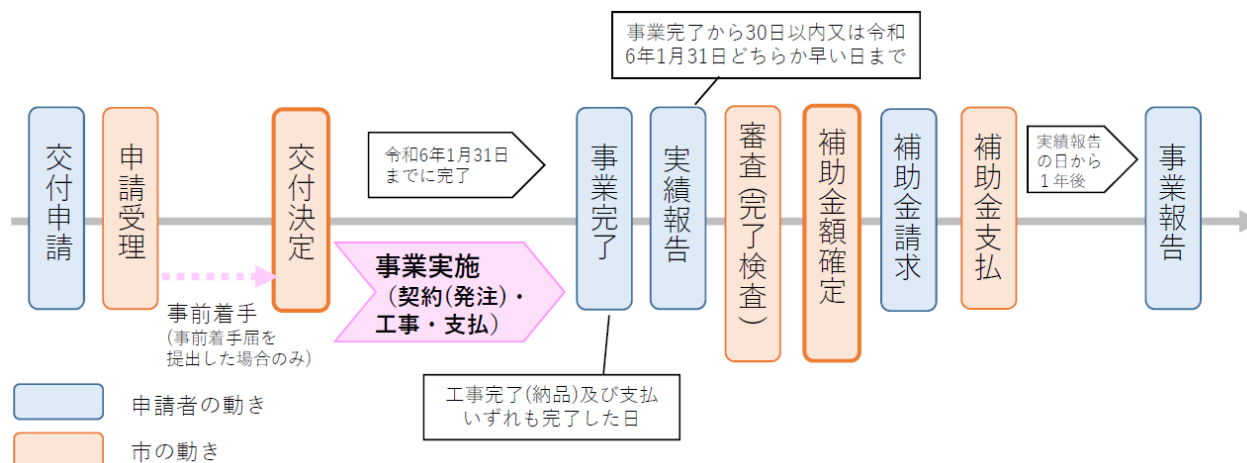 事業完了から30日以内又は令和
6年1月31日どちらか早い日まで
交付申請
申請受理
交付決定
令和6年1月31日
までに完了
事業完了
実績報告
審査(完了検査)
補助金額確定
補助金請求
補助金支払
実績報告
の日から
１年後
事業報告
事前着手
(事前着手届を
提出した場合のみ)
事業実施
（契約(発注)・
工事・支払）
工事完了(納品)及び支払
いずれも完了した日
申請者の動き
市の動き